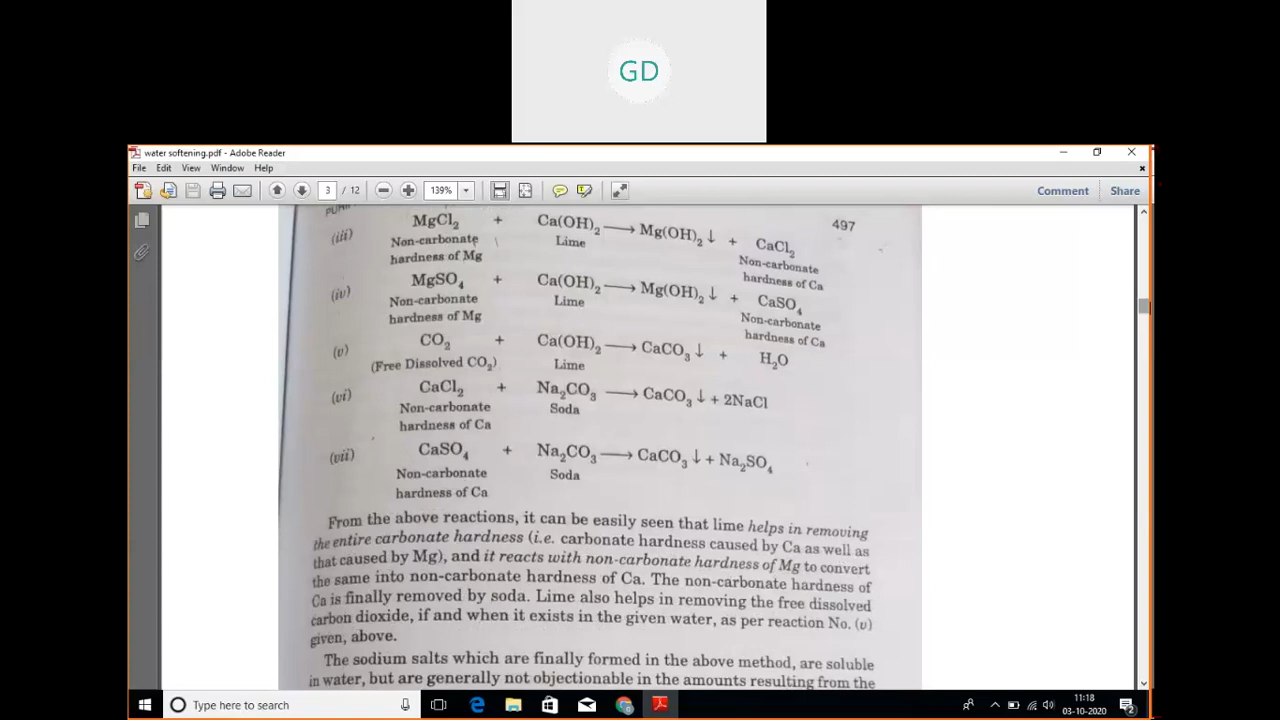 GD
water softening.pdf - Adobe Reader
File Edit View Window Help
3 / 12 139% Comment Share
497
(iii) MgCl₂ + Ca(OH)₂ ⟶ Mg(OH)₂ ↓ + CaCl₂
Non-carbonate Lime Non-carbonate
hardness of Mg hardness of Ca
(iv) MgSO₄ + Ca(OH)₂ ⟶ Mg(OH)₂ ↓ + CaSO₄
Non-carbonate Lime Non-carbonate
hardness of Mg hardness of Ca
(v) CO₂ + Ca(OH)₂ ⟶ CaCO₃ ↓ + H₂O
(Free Dissolved CO₂) Lime
(vi) CaCl₂ + Na₂CO₃ ⟶ CaCO₃ ↓ + 2NaCl
Non-carbonate Soda
hardness of Ca
(vii) CaSO₄ + Na₂CO₃ ⟶ CaCO₃ ↓ + Na₂SO₄
Non-carbonate Soda
hardness of Ca
From the above reactions, it can be easily seen that lime helps in removing
the entire carbonate hardness (i.e. carbonate hardness caused by Ca as well as
that caused by Mg), and it reacts with non-carbonate hardness of Mg to convert
the same into non-carbonate hardness of Ca. The non-carbonate hardness of
Ca is finally removed by soda. Lime also helps in removing the free dissolved
carbon dioxide, if and when it exists in the given water, as per reaction No. (v)
given, above.
The sodium salts which are finally formed in the above method, are soluble
in water, but are generally not objectionable in the amounts resulting from the
Type here to search
11:18
03-10-2020
2